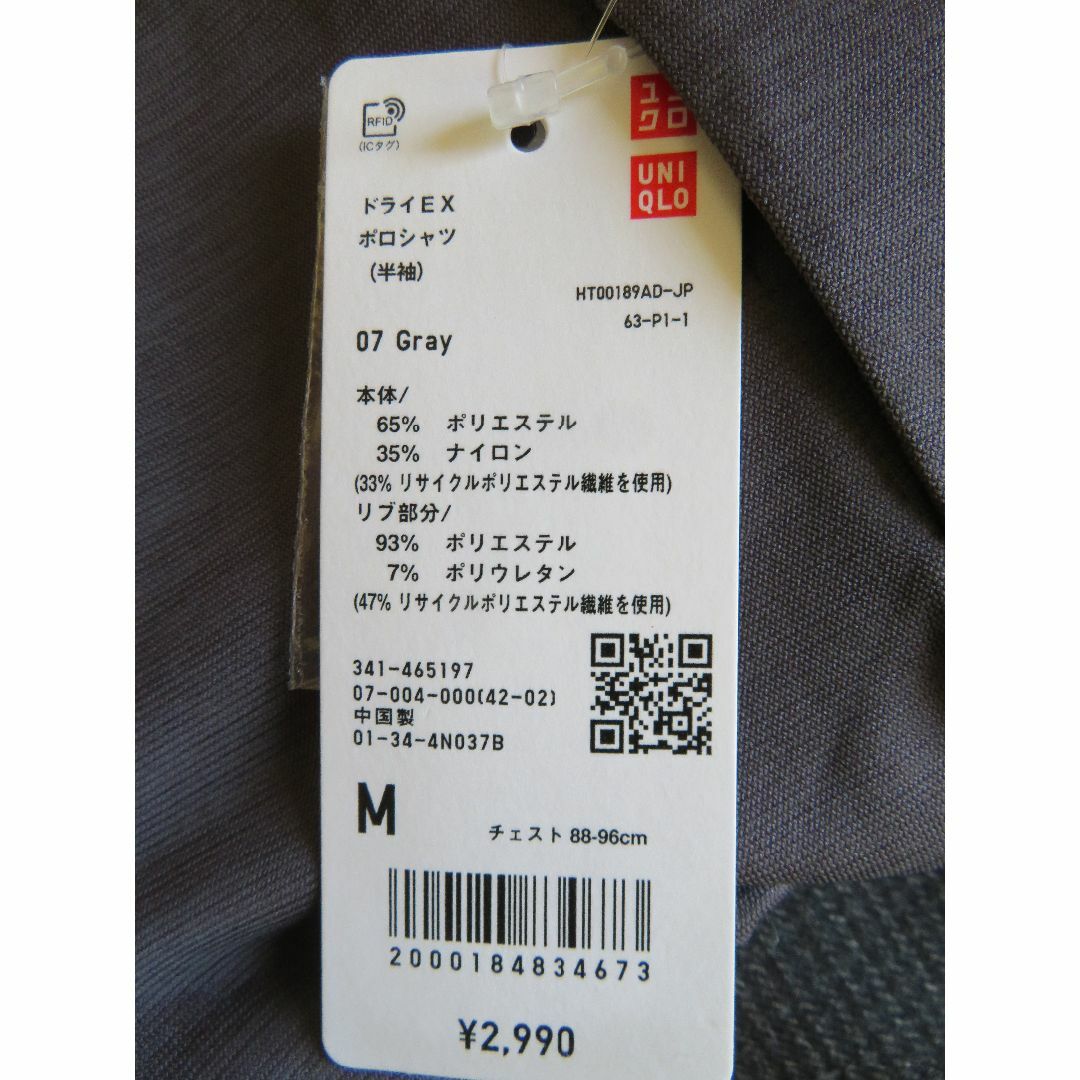 RFID
(ICタグ)
ユニ
クロ
UNI
QLO
ドライEX
ポロシャツ
(半袖)
HT00189AD-JP
63-P1-1
07 Gray
本体/
65% ポリエステル
35% ナイロン
(33% リサイクルポリエステル繊維を使用)
リブ部分/
93% ポリエステル
7% ポリウレタン
(47% リサイクルポリエステル繊維を使用)
341-465197
07-004-000(42-02)
中国製
01-34-4N037B
M
チェスト 88-96cm
2000184834673
¥2,990